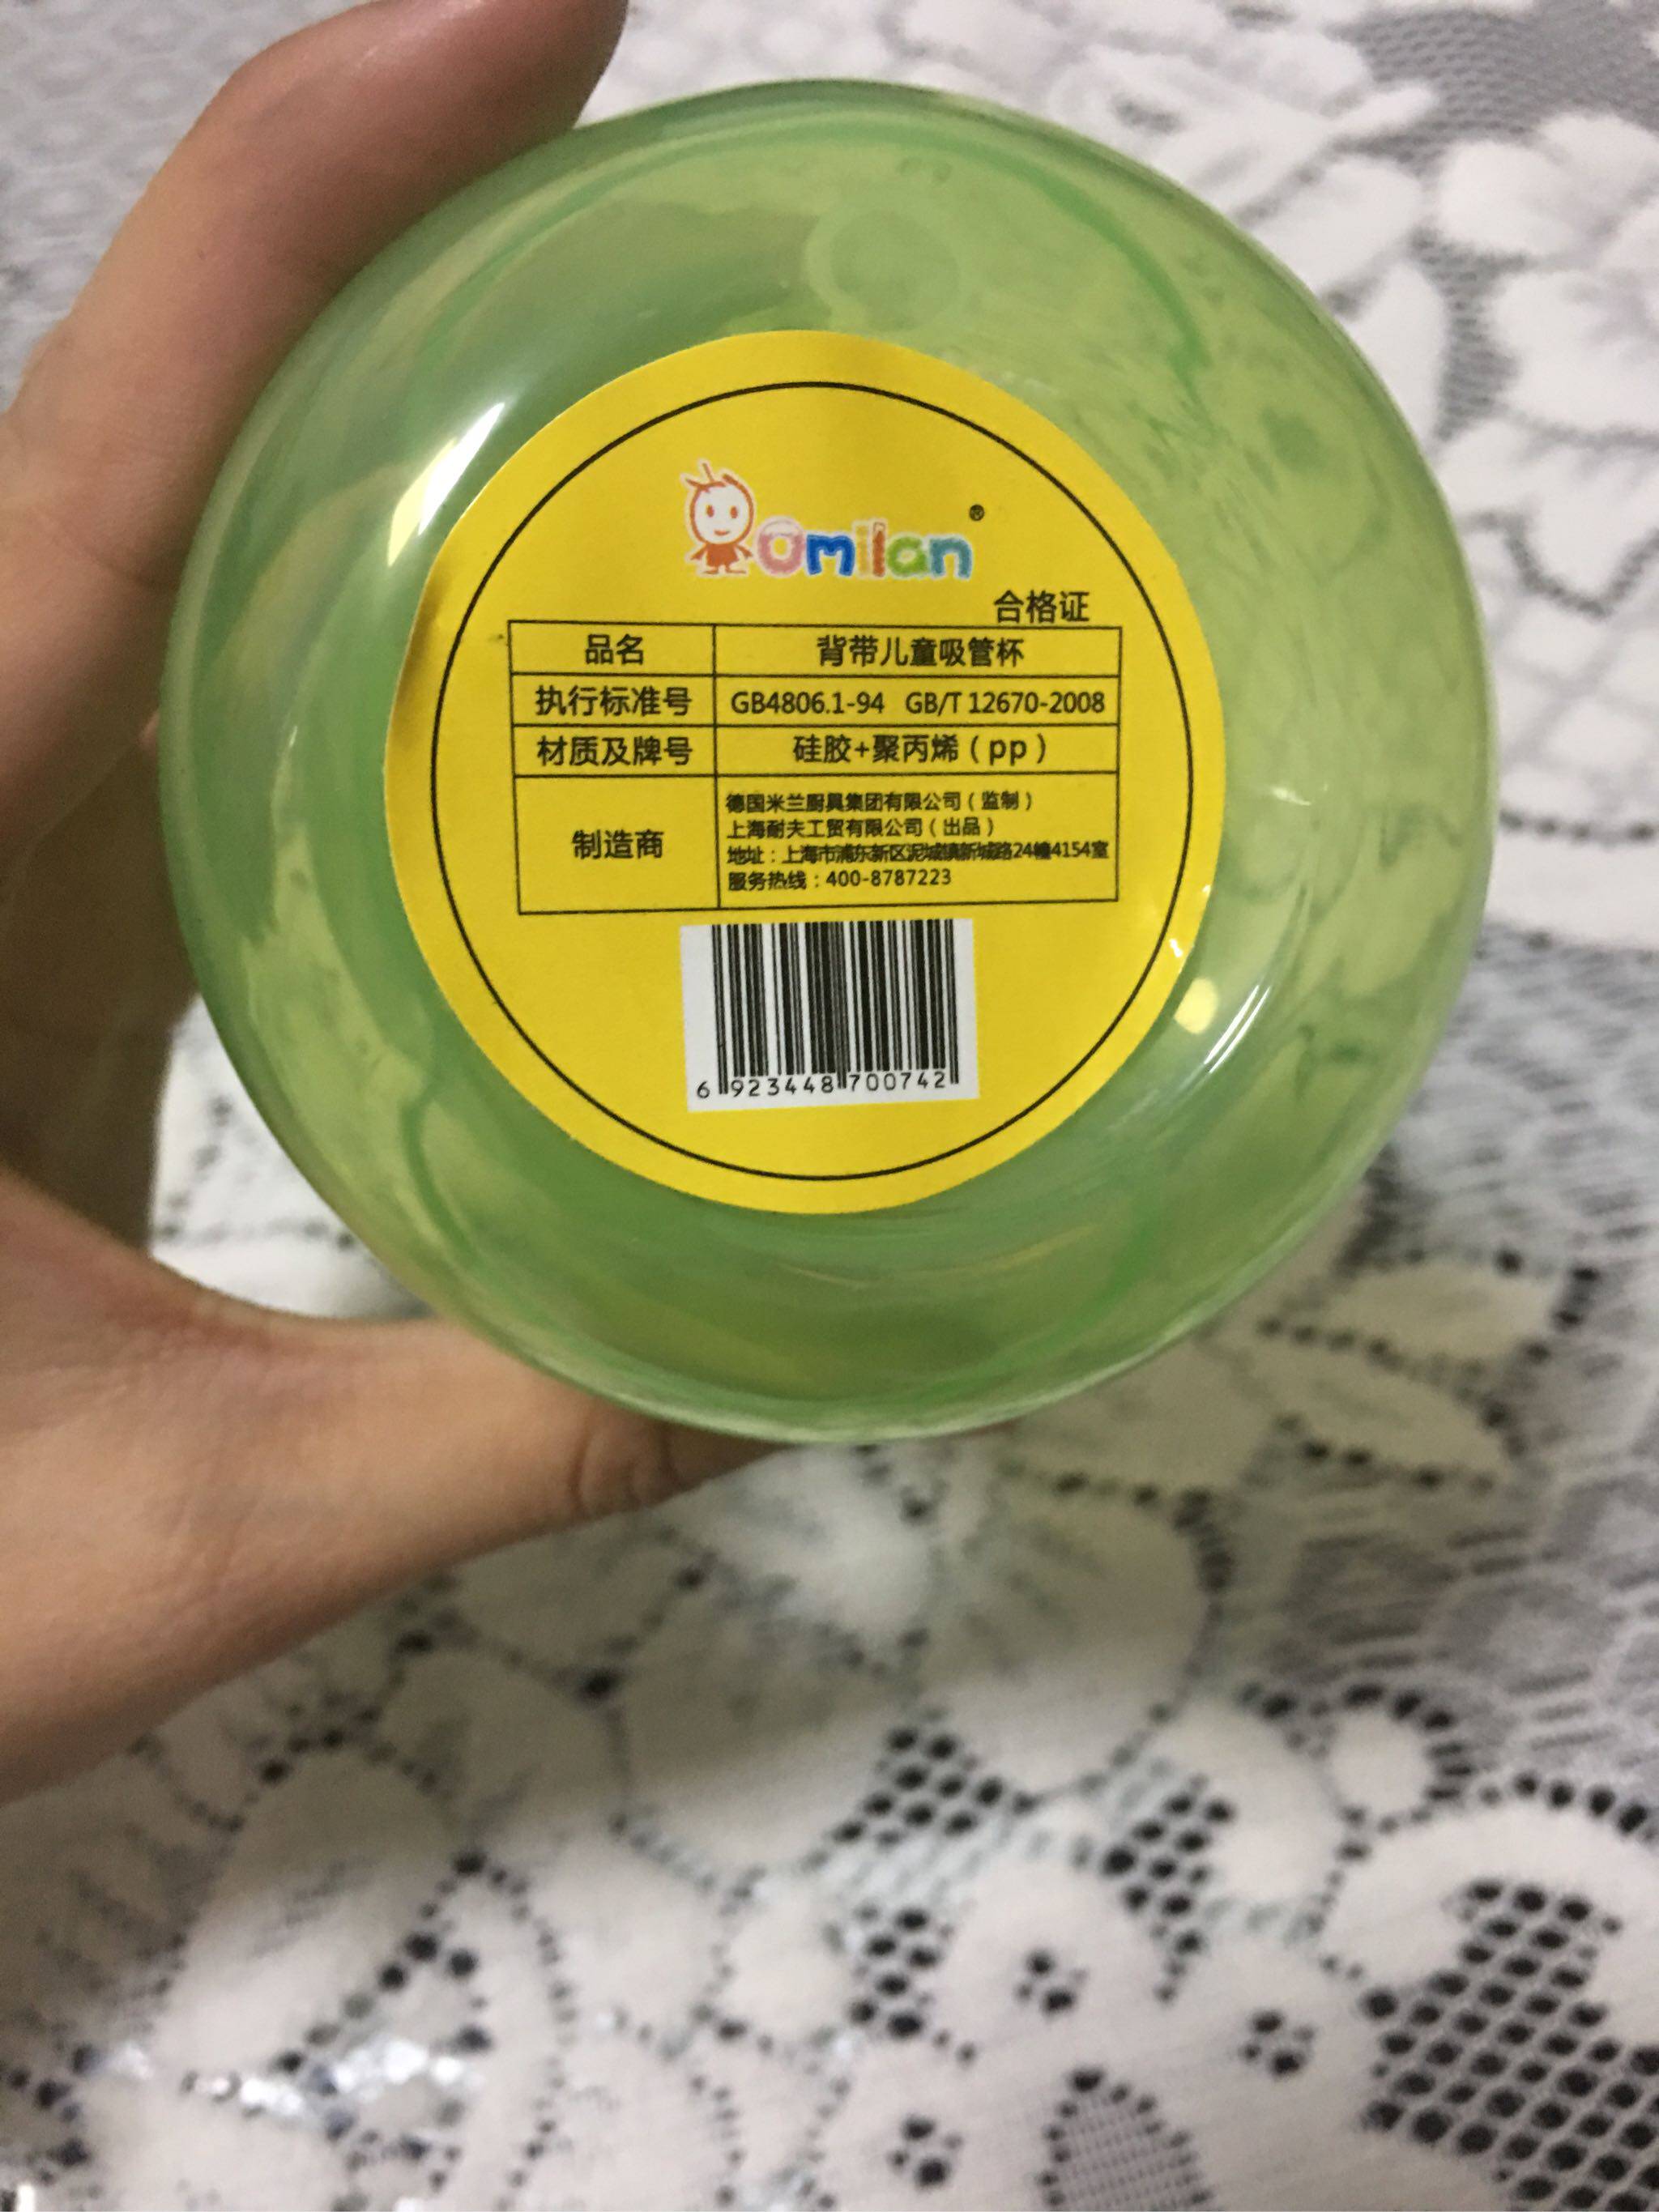 Omilan®
合格证
品名 背带儿童吸管杯
执行标准号 GB4806.1-94 GB/T 12670-2008
材质及牌号 硅胶+聚丙烯(pp)
制造商
德国米兰厨具集团有限公司(监制)
上海耐夫工贸有限公司(出品)
地址:上海市浦东新区泥城镇新城路24幢4154室
服务热线:400-8787223
6 923448 700742